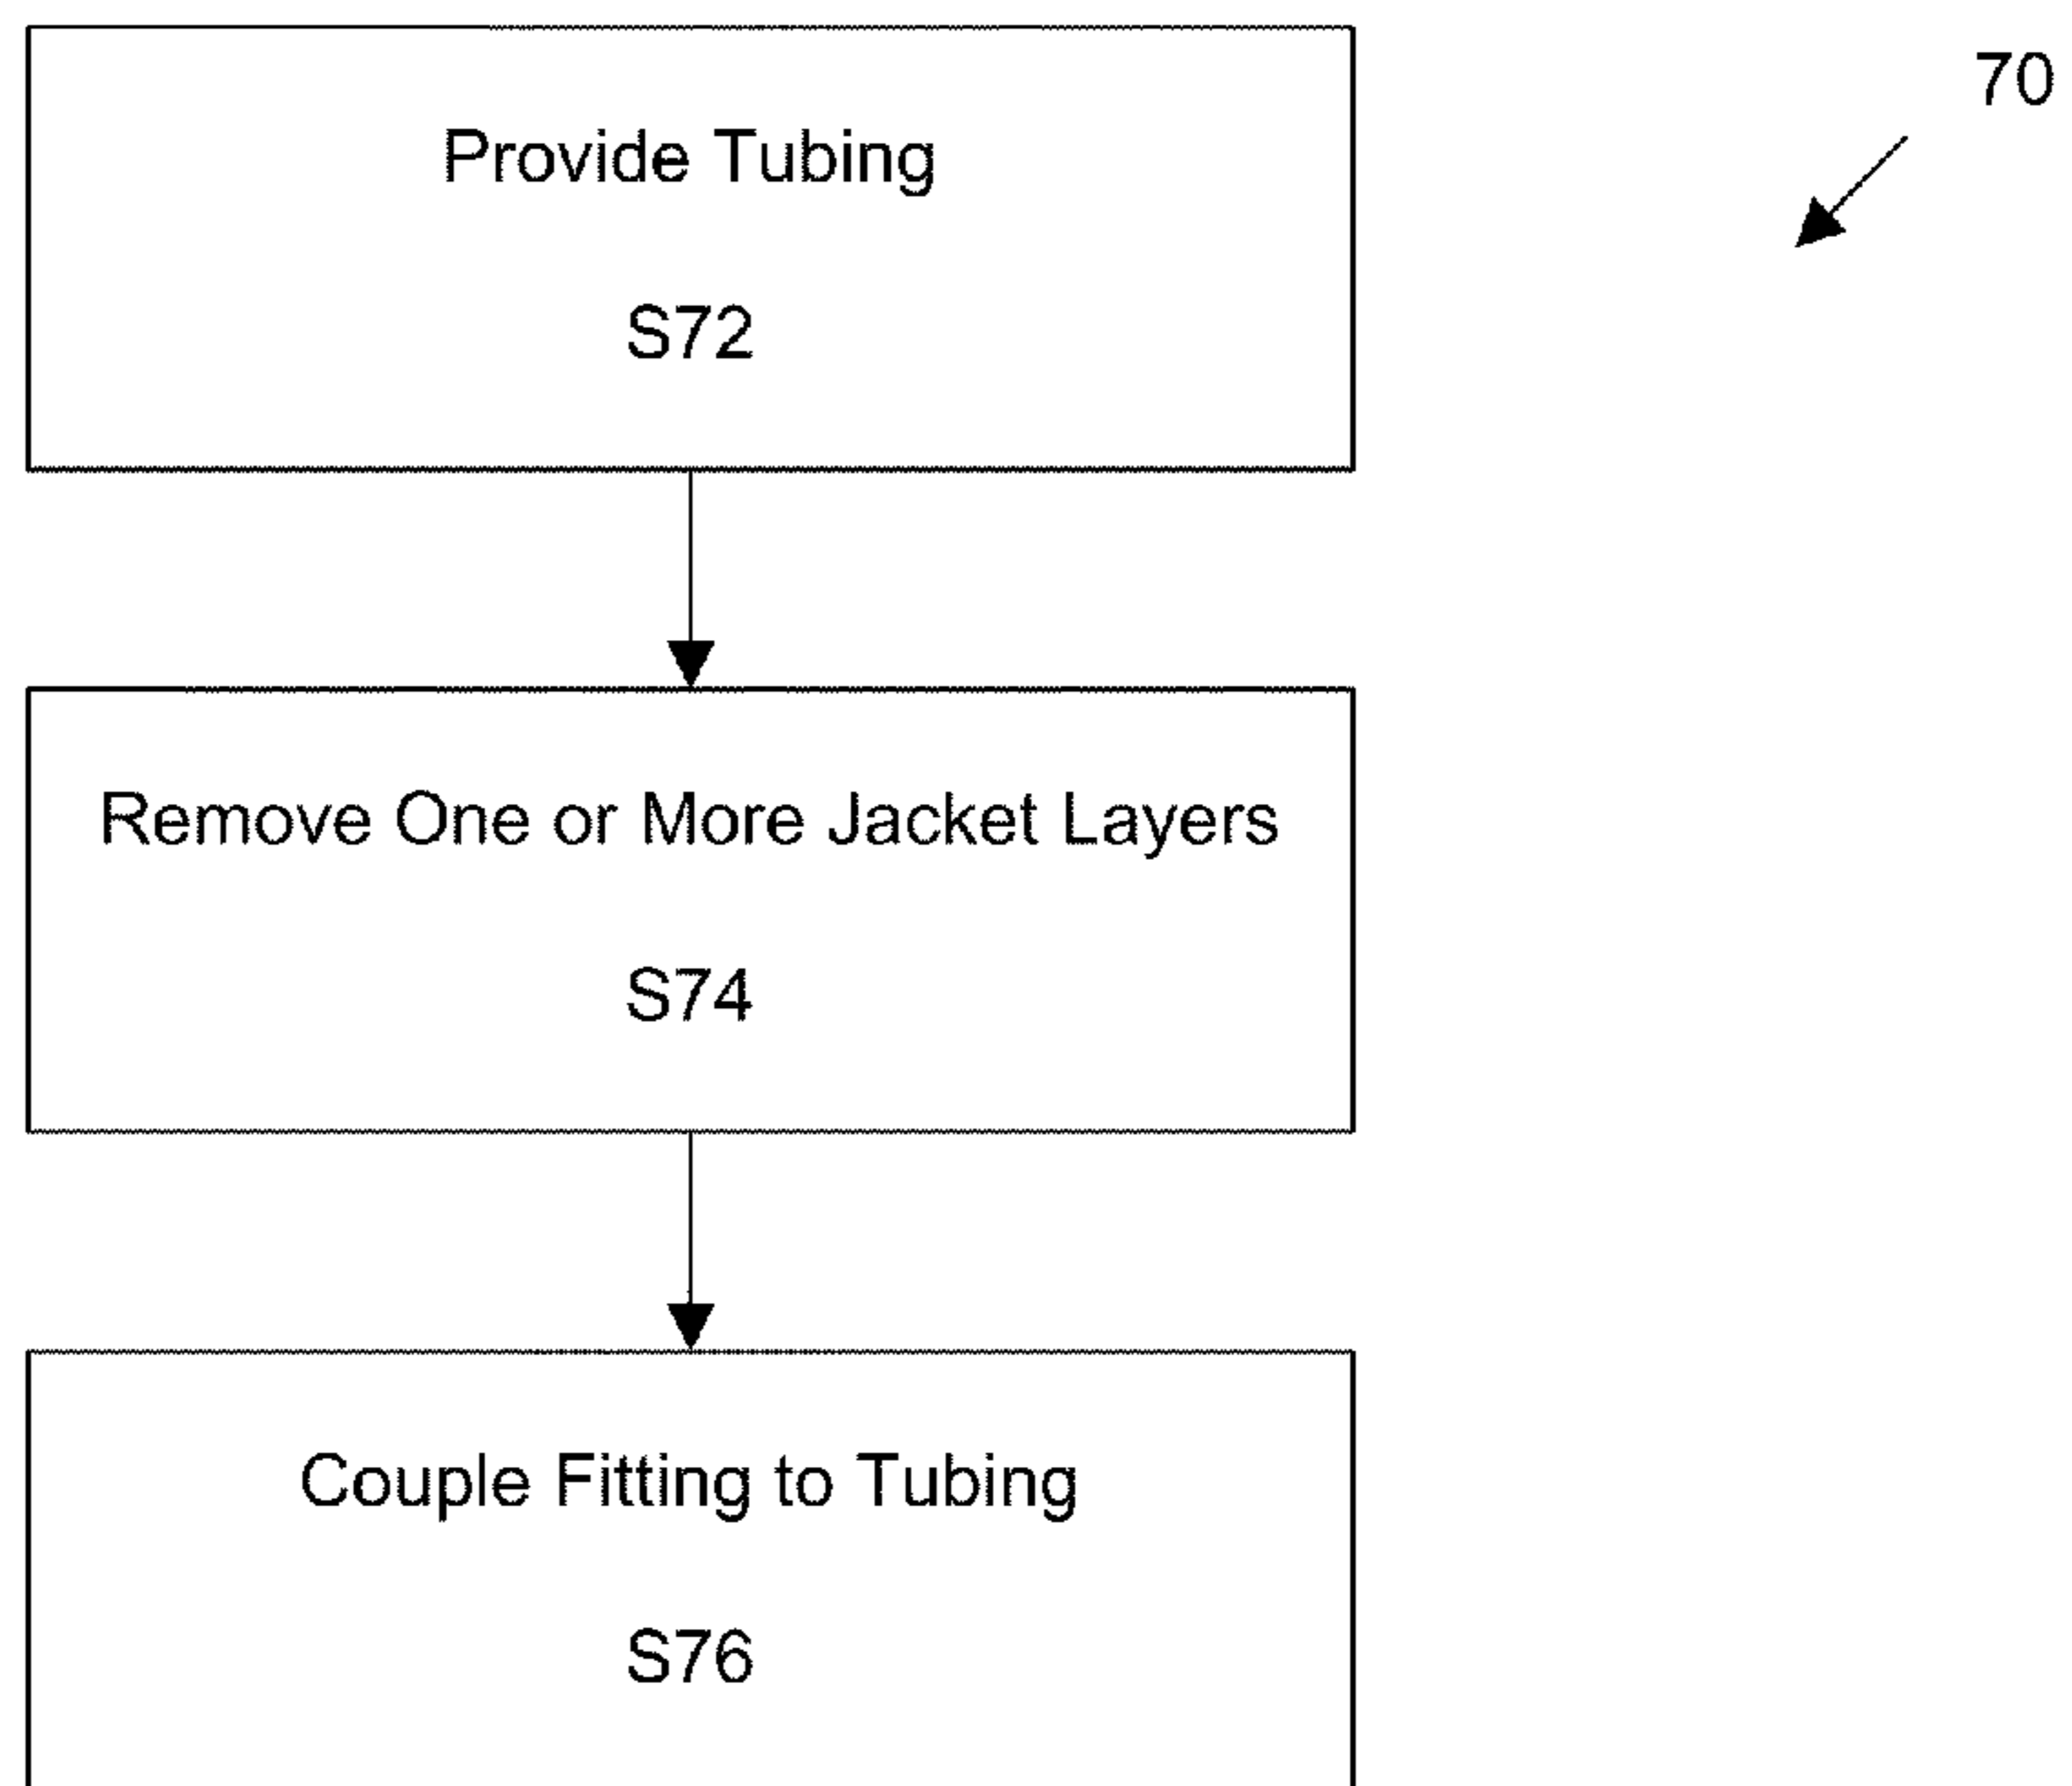 70
Provide Tubing
S72
Remove One or More Jacket Layers
S74
Couple Fitting to Tubing
S76